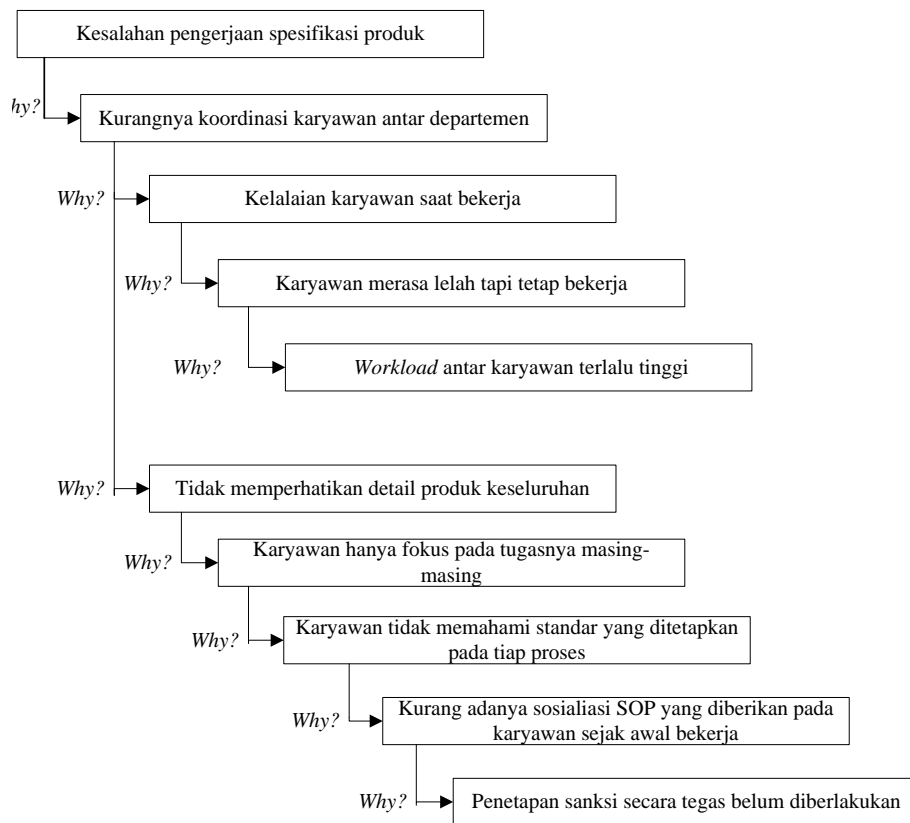 Kesalahan pengerjaan spesifikasi produk
hy?
Kurangnya koordinasi karyawan antar departemen
Why?
Kelalaian karyawan saat bekerja
Why?
Karyawan merasa lelah tapi tetap bekerja
Why?
Workload antar karyawan terlalu tinggi
Why?
Tidak memperhatikan detail produk keseluruhan
Why?
Karyawan hanya fokus pada tugasnya masing-
masing
Why?
Karyawan tidak memahami standar yang ditetapkan
pada tiap proses
Why?
Kurang adanya sosialiasi SOP yang diberikan pada
karyawan sejak awal bekerja
Why?
Penetapan sanksi secara tegas belum diberlakukan